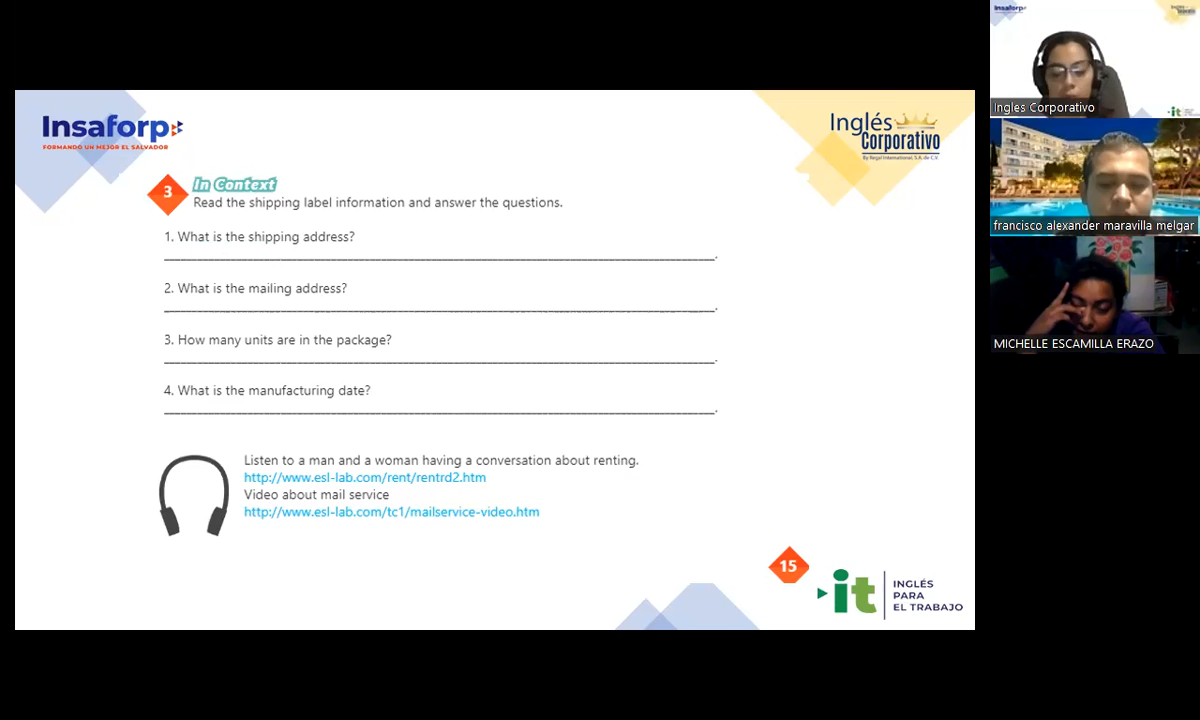 Insaforp
FORMANDO UN MEJOR EL SALVADOR
Inglés
Corporativo
By Regal International, S.A. de C.V.
3
In Context
Read the shipping label information and answer the questions.
1. What is the shipping address?
2. What is the mailing address?
3. How many units are in the package?
4. What is the manufacturing date?
Listen to a man and a woman having a conversation about renting.
http://www.esl-lab.com/rent/rentrd2.htm
Video about mail service
http://www.esl-lab.com/tc1/mailservice-video.htm
15
it
INGLÉS
PARA
EL TRABAJO
Insaforp
Ingles Corporativo
it
francisco alexander maravilla melgar
MICHELLE ESCAMILLA ERAZO